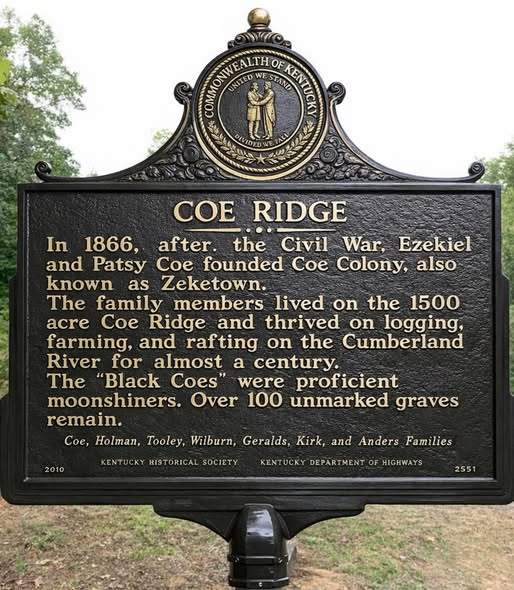 COMMONWEALTH OF KENTUCKY
UNITED WE STAND
DIVIDED WE FALL
COE RIDGE
In 1866, after. the Civil War, Ezekiel
and Patsy Coe founded Coe Colony, also
known as Zeketown.
The family members lived on the 1500
acre Coe Ridge and thrived on logging,
farming, and rafting on the Cumberland
River for almost a century.
The "Black Coes" were proficient
moonshiners. Over 100 unmarked graves
remain.
Coe, Holman, Tooley, Wilburn, Geralds, Kirk, and Anders Families
KENTUCKY HISTORICAL SOCIETY KENTUCKY DEPARTMENT OF HIGHWAYS
2010 2S51